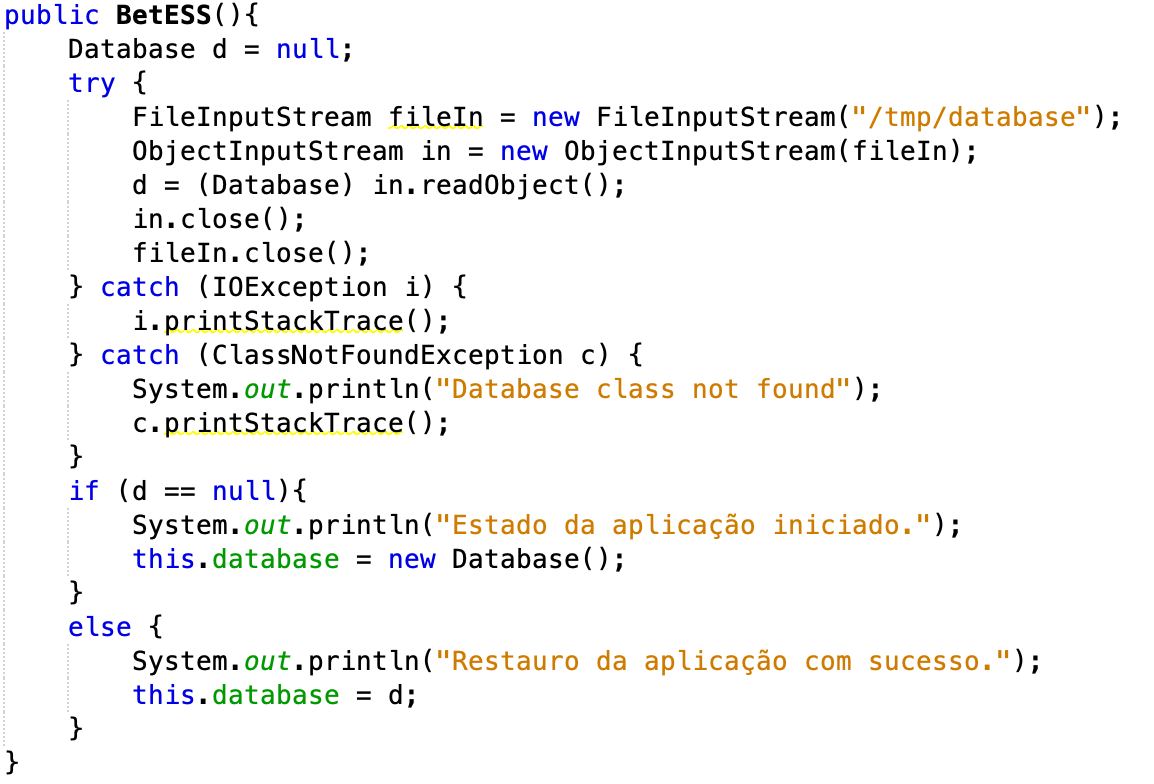 public BetESS(){
    Database d = null;
    try {
        FileInputStream fileIn = new FileInputStream("/tmp/database");
        ObjectInputStream in = new ObjectInputStream(fileIn);
        d = (Database) in.readObject();
        in.close();
        fileIn.close();
    } catch (IOException i) {
        i.printStackTrace();
    } catch (ClassNotFoundException c) {
        System.out.println("Database class not found");
        c.printStackTrace();
    }
    if (d == null){
        System.out.println("Estado da aplicação iniciado.");
        this.database = new Database();
    }
    else {
        System.out.println("Restauro da aplicação com sucesso.");
        this.database = d;
    }
}